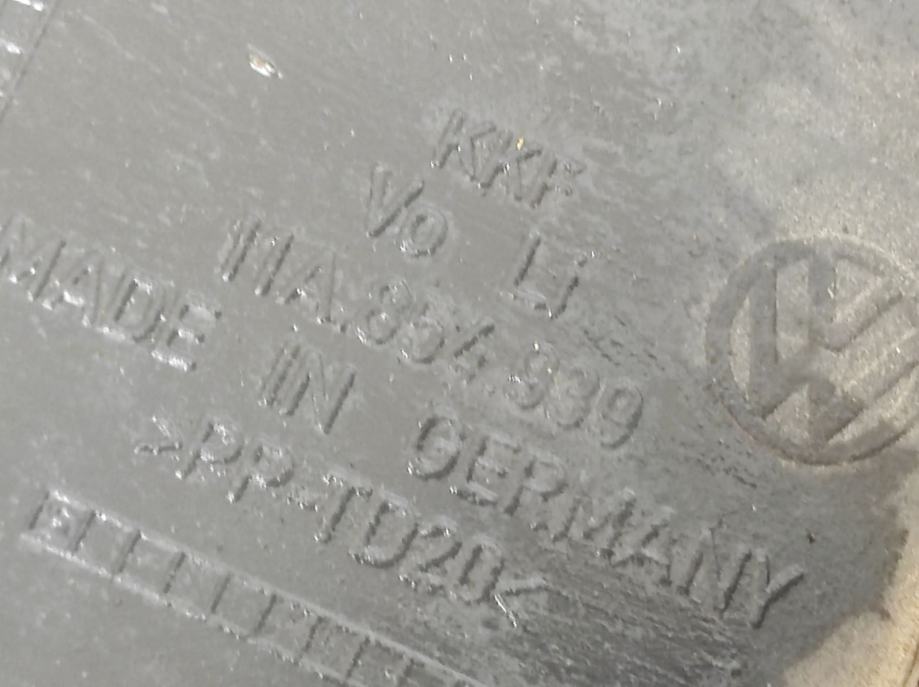 KKF
Vo Li
11A.854.939
MADE IN GERMANY
>PP-TD20<